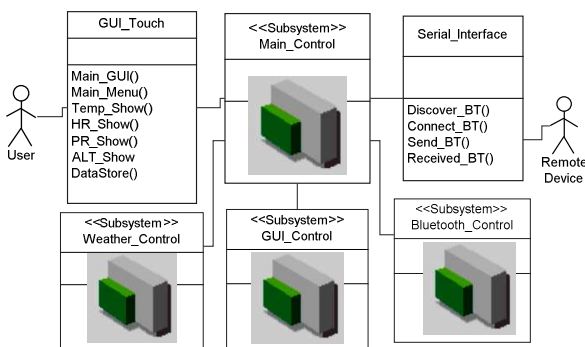 GUI_Touch
Main_GUI()
Main_Menu()
Temp_Show()
HR_Show()
PR_Show()
ALT_Show
DataStore()
<<Subsystem>>
Main_Control
Serial_Interface
Discover_BT()
Connect_BT()
Send_BT()
Received_BT()
User
Remote
Device
<<Subsystem>>
Weather_Control
<<Subsystem>>
GUI_Control
<<Subsystem>>
Bluetooth_Control